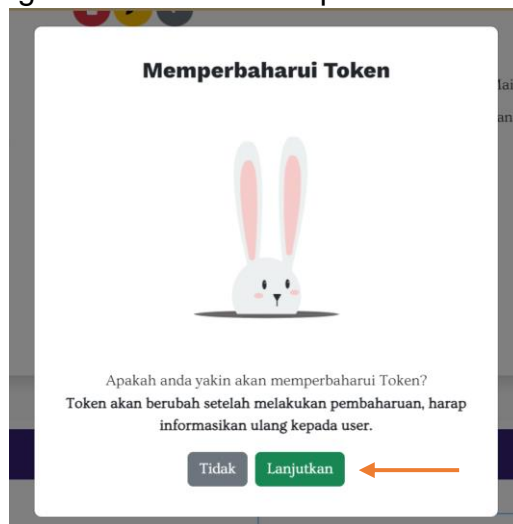 Memperbaharui Token
Apakah anda yakin akan memperbaharui Token?
Token akan berubah setelah melakukan pembaharuan, harap
informasikan ulang kepada user.
Tidak
Lanjutkan